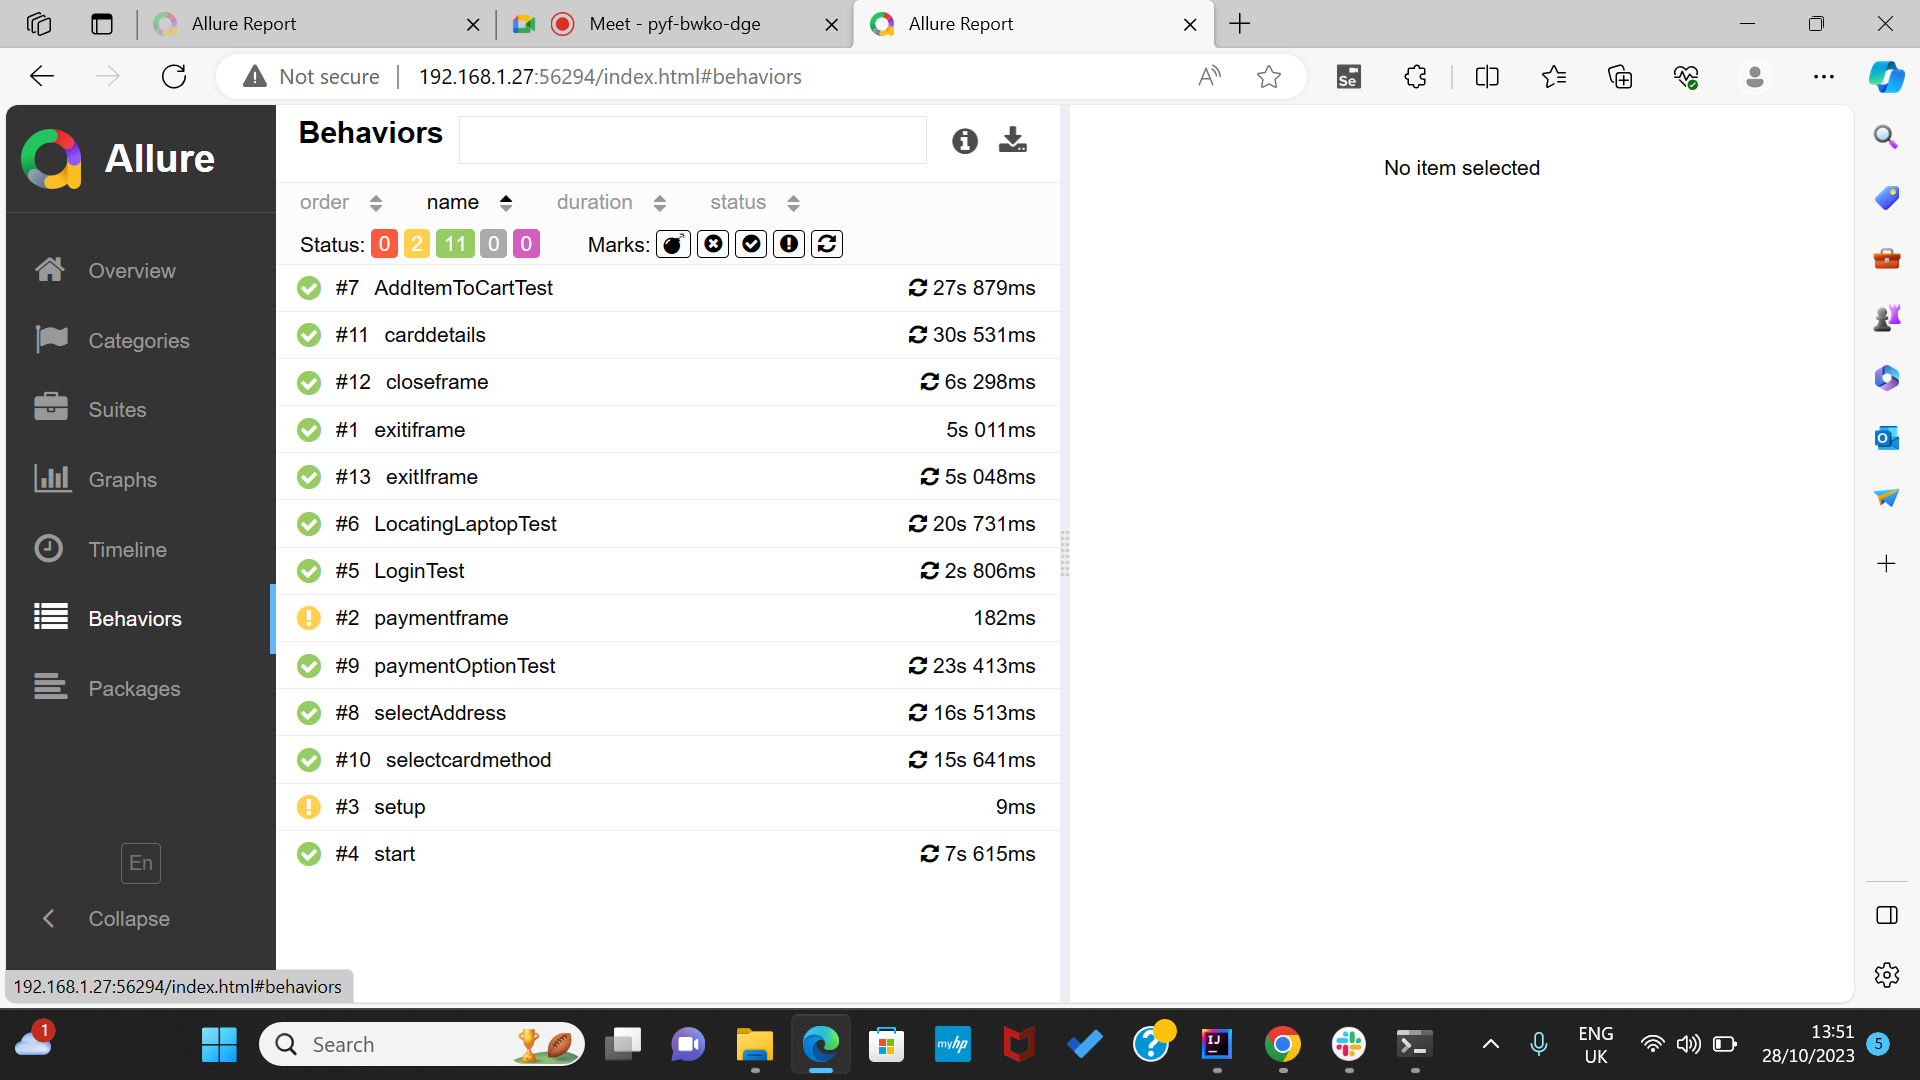 Allure Report
Meet - pyf-bwko-dge
Allure Report
Not secure
192.168.1.27:56294/index.html#behaviors
Se
Allure
Overview
Categories
Suites
Graphs
Timeline
Behaviors
Packages
En
Collapse
Behaviors
order name duration status
Status: 0 2 11 0 0 Marks:
#7 AddItemToCartTest 27s 879ms
#11 carddetails 30s 531ms
#12 closeframe 6s 298ms
#1 exitiframe 5s 011ms
#13 exitIframe 5s 048ms
#6 LocatingLaptopTest 20s 731ms
#5 LoginTest 2s 806ms
#2 paymentframe 182ms
#9 paymentOptionTest 23s 413ms
#8 selectAddress 16s 513ms
#10 selectcardmethod 15s 641ms
#3 setup 9ms
#4 start 7s 615ms
No item selected
192.168.1.27:56294/index.html#behaviors
1
Search
myhp
IJ
ENG
UK
13:51
28/10/2023
5